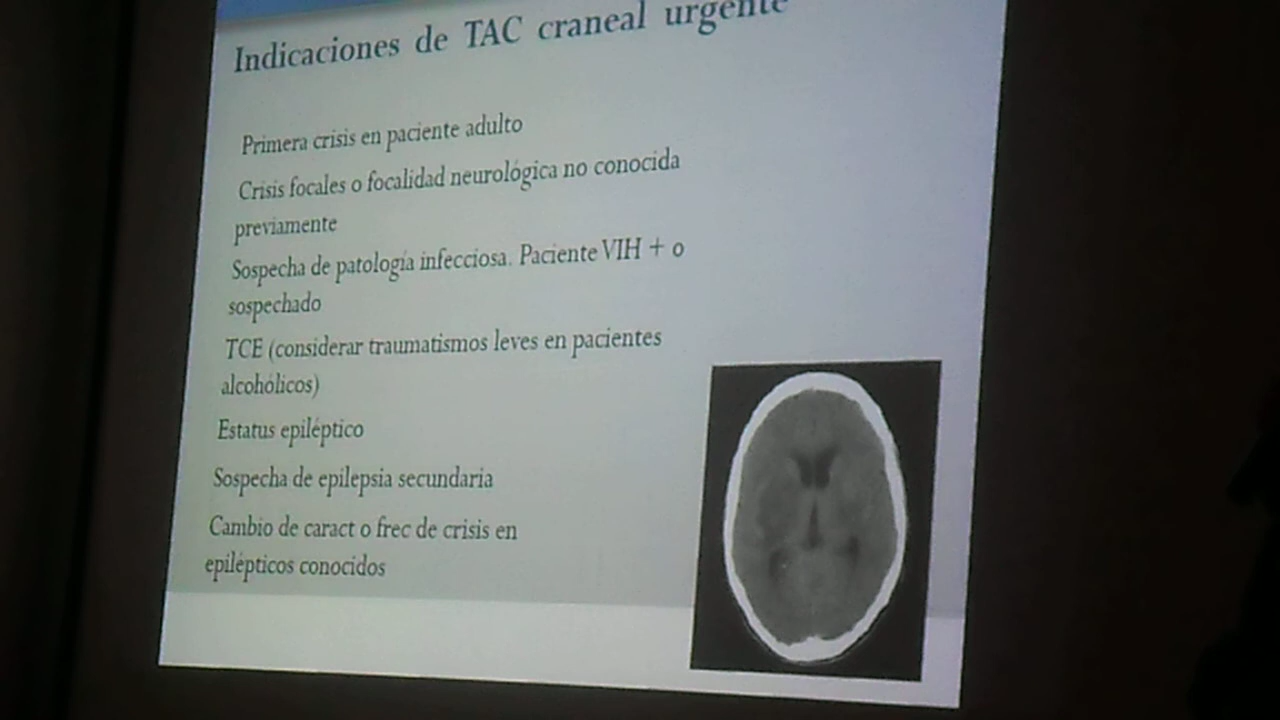 Indicaciones de TAC craneal urgente
Primera crisis en paciente adulto
Crisis focales o focalidad neurológica no conocida
previamente
Sospecha de patología infecciosa. Paciente VIH + o
sospechado
TCE (considerar traumatismos leves en pacientes
alcohólicos)
Estatus epiléptico
Sospecha de epilepsia secundaria
Cambio de caract o frec de crisis en
epilépticos conocidos